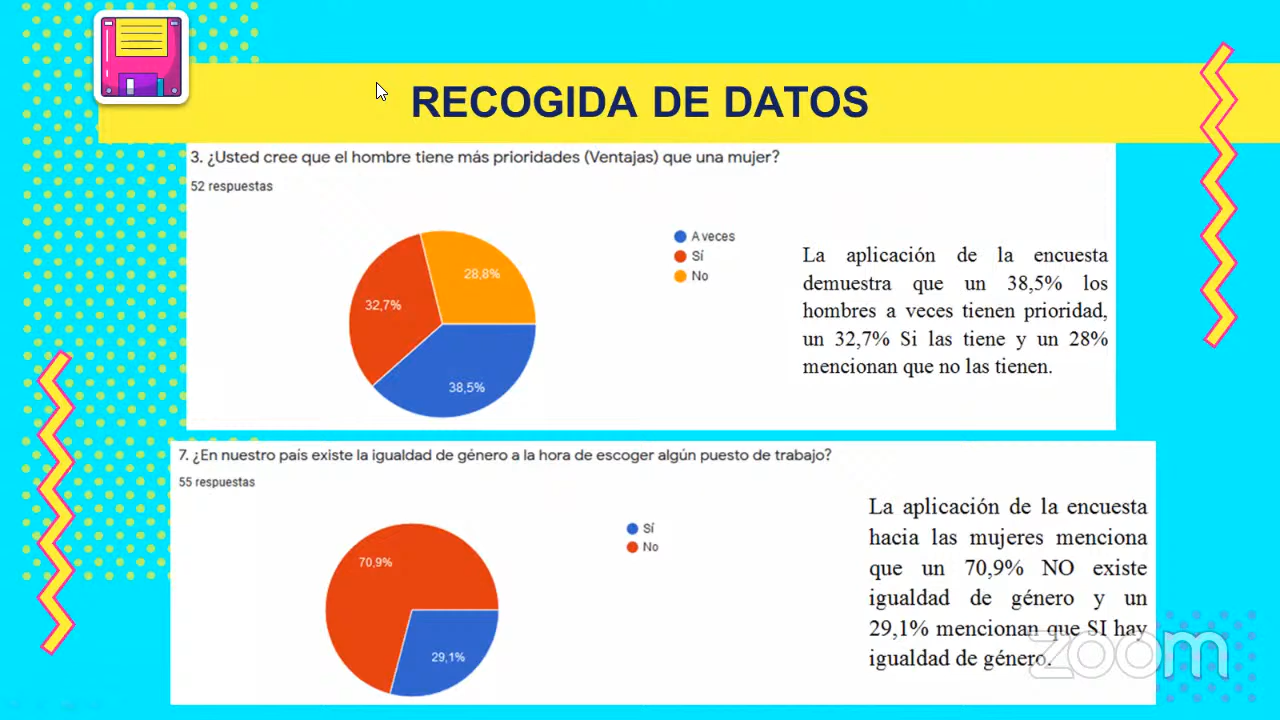 RECOGIDA DE DATOS
3. ¿Usted cree que el hombre tiene más prioridades (Ventajas) que una mujer?
52 respuestas
28,8%
32,7%
38,5%
A veces
Sí
No
La aplicación de la encuesta
demuestra que un 38,5% los
hombres a veces tienen prioridad,
un 32,7% Si las tiene y un 28%
mencionan que no las tienen.
7. ¿En nuestro país existe la igualdad de género a la hora de escoger algún puesto de trabajo?
55 respuestas
70,9%
29,1%
Sí
No
La aplicación de la encuesta
hacia las mujeres menciona
que un 70,9% NO existe
igualdad de género y un
29,1% mencionan que SI hay
igualdad de género.
zoom